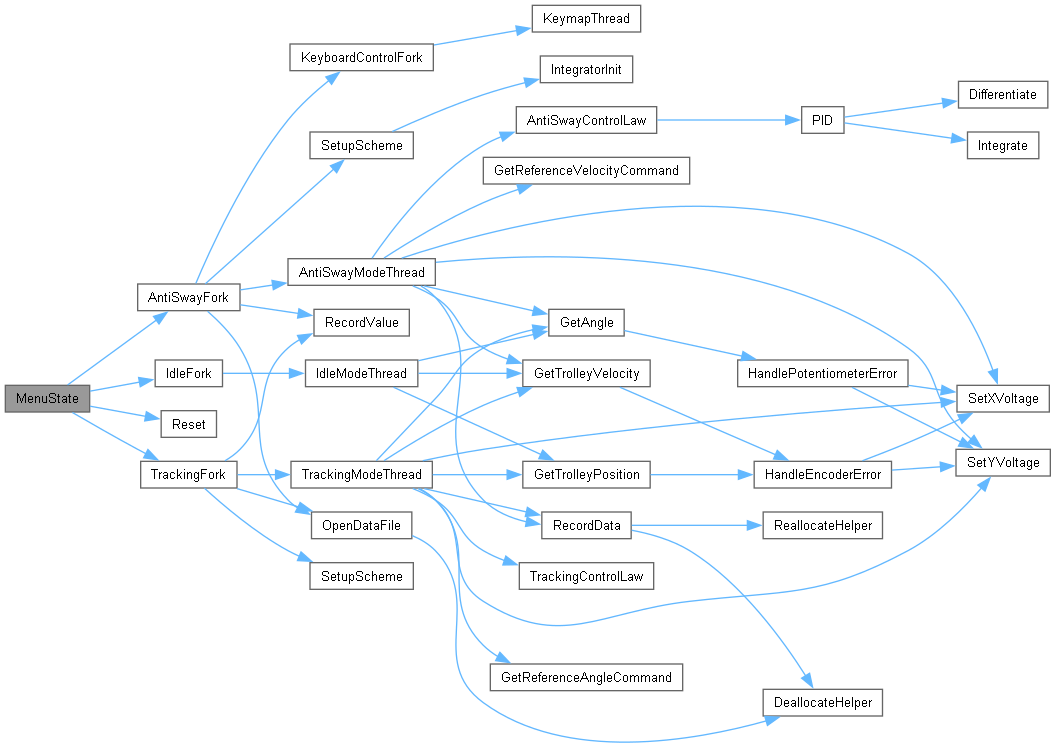 KeymapThread
KeyboardControlFork
IntegratorInit
Differentiate
AntiSwayControlLaw
PID
SetupScheme
Integrate
GetReferenceVelocityCommand
AntiSwayModeThread
AntiSwayFork
RecordValue
GetAngle
IdleFork
IdleModeThread
GetTrolleyVelocity
HandlePotentiometerError
MenuState
SetXVoltage
Reset
TrackingFork
TrackingModeThread
GetTrolleyPosition
HandleEncoderError
SetYVoltage
OpenDataFile
RecordData
ReallocateHelper
SetupScheme
TrackingControlLaw
GetReferenceAngleCommand
DeallocateHelper